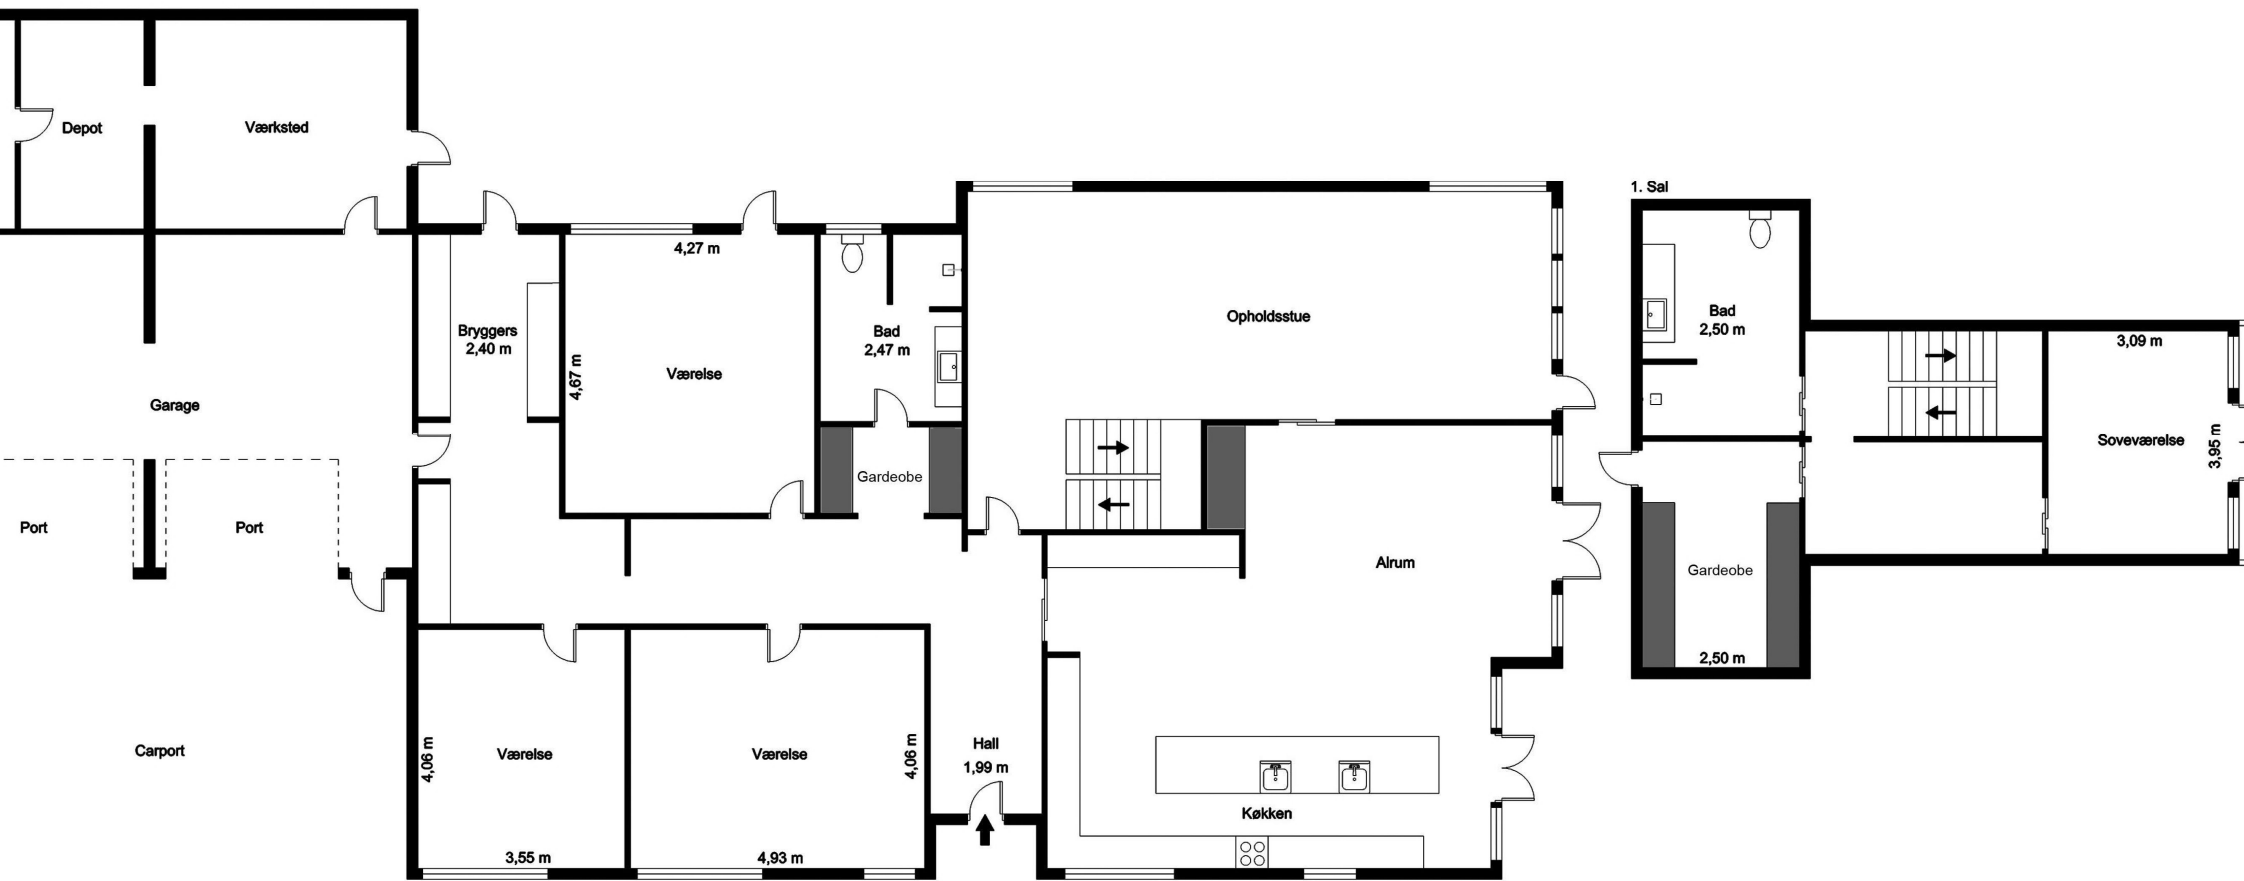 Depot
Værksted
1. Sal
4,27 m
Bryggers
2,40 m
4,67 m
Værelse
Bad
2,47 m
Opholdsstue
Bad
2,50 m
3,09 m
Garage
Gardeobe
Soveværelse
3,95 m
Port
Port
Alrum
Gardeobe
2,50 m
Carport
4,06 m
Værelse
Værelse
4,06 m
Hall
1,99 m
Køkken
3,55 m
4,93 m